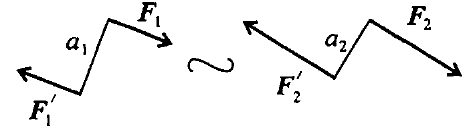 F₁ F₂
a₁ ~ a₂
F₁′ F₂′